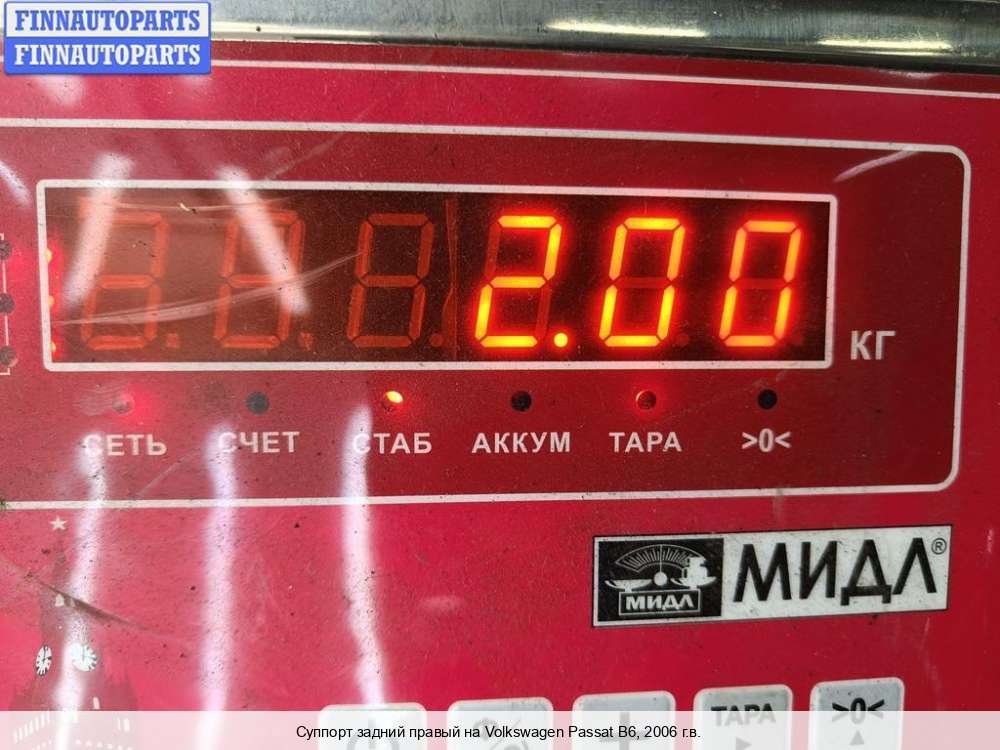 FINNAUTOPARTS
FINNAUTOPARTS
2.00
КГ
СЕТЬ СЧЕТ СТАБ АККУМ ТАРА >0<
МИДЛ МИДЛ®
ТАРА >0<
Суппорт задний правый на Volkswagen Passat B6, 2006 г.в.